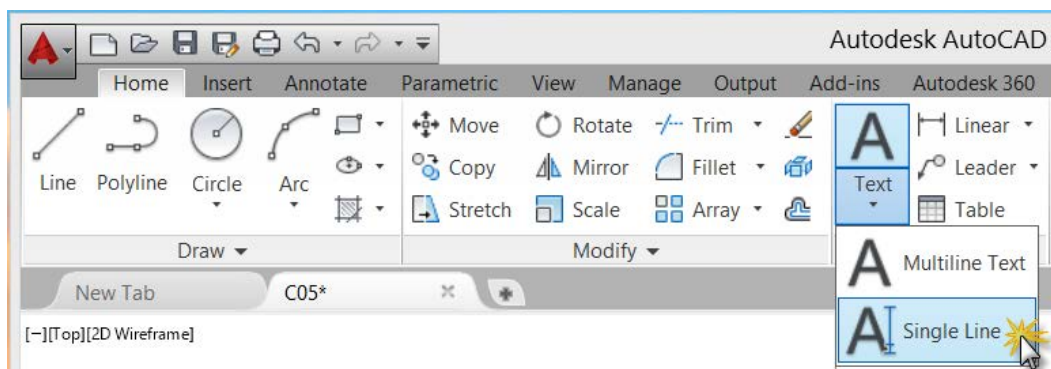 Autodesk AutoCAD
Home Insert Annotate Parametric View Manage Output Add-ins Autodesk 360
Move Rotate Trim Linear
Copy Mirror Fillet Leader
Line Polyline Circle Arc Text
Stretch Scale Array Table
Draw Modify
Multiline Text
New Tab C05*
Single Line
[−][Top][2D Wireframe]